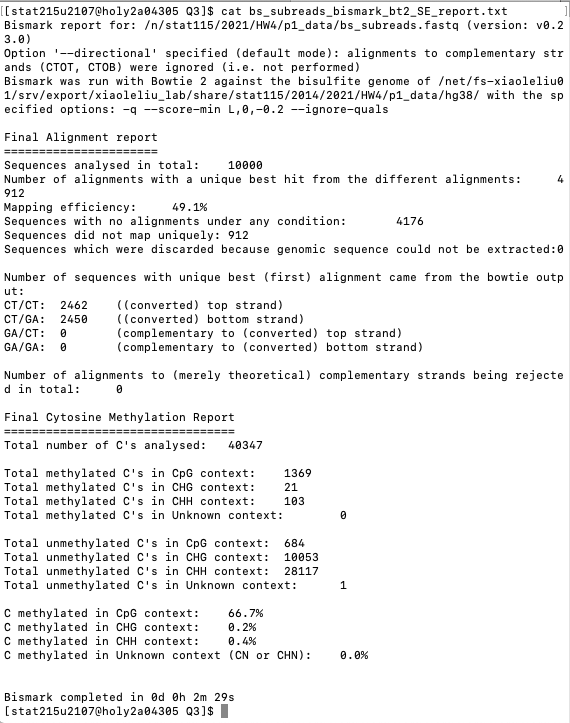 [stat215u2107@holy2a04305 Q3]$ cat bs_subreads_bismark_bt2_SE_report.txt
Bismark report for: /n/stat115/2021/HW4/p1_data/bs_subreads.fastq (version: v0.2
3.0)
Option '--directional' specified (default mode): alignments to complementary str
ands (CTOT, CTOB) were ignored (i.e. not performed)
Bismark was run with Bowtie 2 against the bisulfite genome of /net/fs-xiaoleliu0
1/srv/export/xiaoleliu_lab/share/stat115/2014/2021/HW4/p1_data/hg38/ with the sp
ecified options: -q --score-min L,0,-0.2 --ignore-quals

Final Alignment report
======================
Sequences analysed in total:    10000
Number of alignments with a unique best hit from the different alignments:     4
912
Mapping efficiency:     49.1%
Sequences with no alignments under any condition:       4176
Sequences did not map uniquely: 912
Sequences which were discarded because genomic sequence could not be extracted:0

Number of sequences with unique best (first) alignment came from the bowtie outp
ut:
CT/CT:  2462    ((converted) top strand)
CT/GA:  2450    ((converted) bottom strand)
GA/CT:  0       (complementary to (converted) top strand)
GA/GA:  0       (complementary to (converted) bottom strand)

Number of alignments to (merely theoretical) complementary strands being rejecte
d in total:     0

Final Cytosine Methylation Report
=================================
Total number of C's analysed:   40347

Total methylated C's in CpG context:    1369
Total methylated C's in CHG context:    21
Total methylated C's in CHH context:    103
Total methylated C's in Unknown context:        0

Total unmethylated C's in CpG context:  684
Total unmethylated C's in CHG context:  10053
Total unmethylated C's in CHH context:  28117
Total unmethylated C's in Unknown context:      1

C methylated in CpG context:    66.7%
C methylated in CHG context:    0.2%
C methylated in CHH context:    0.4%
C methylated in Unknown context (CN or CHN):    0.0%

Bismark completed in 0d 0h 2m 29s
[stat215u2107@holy2a04305 Q3]$